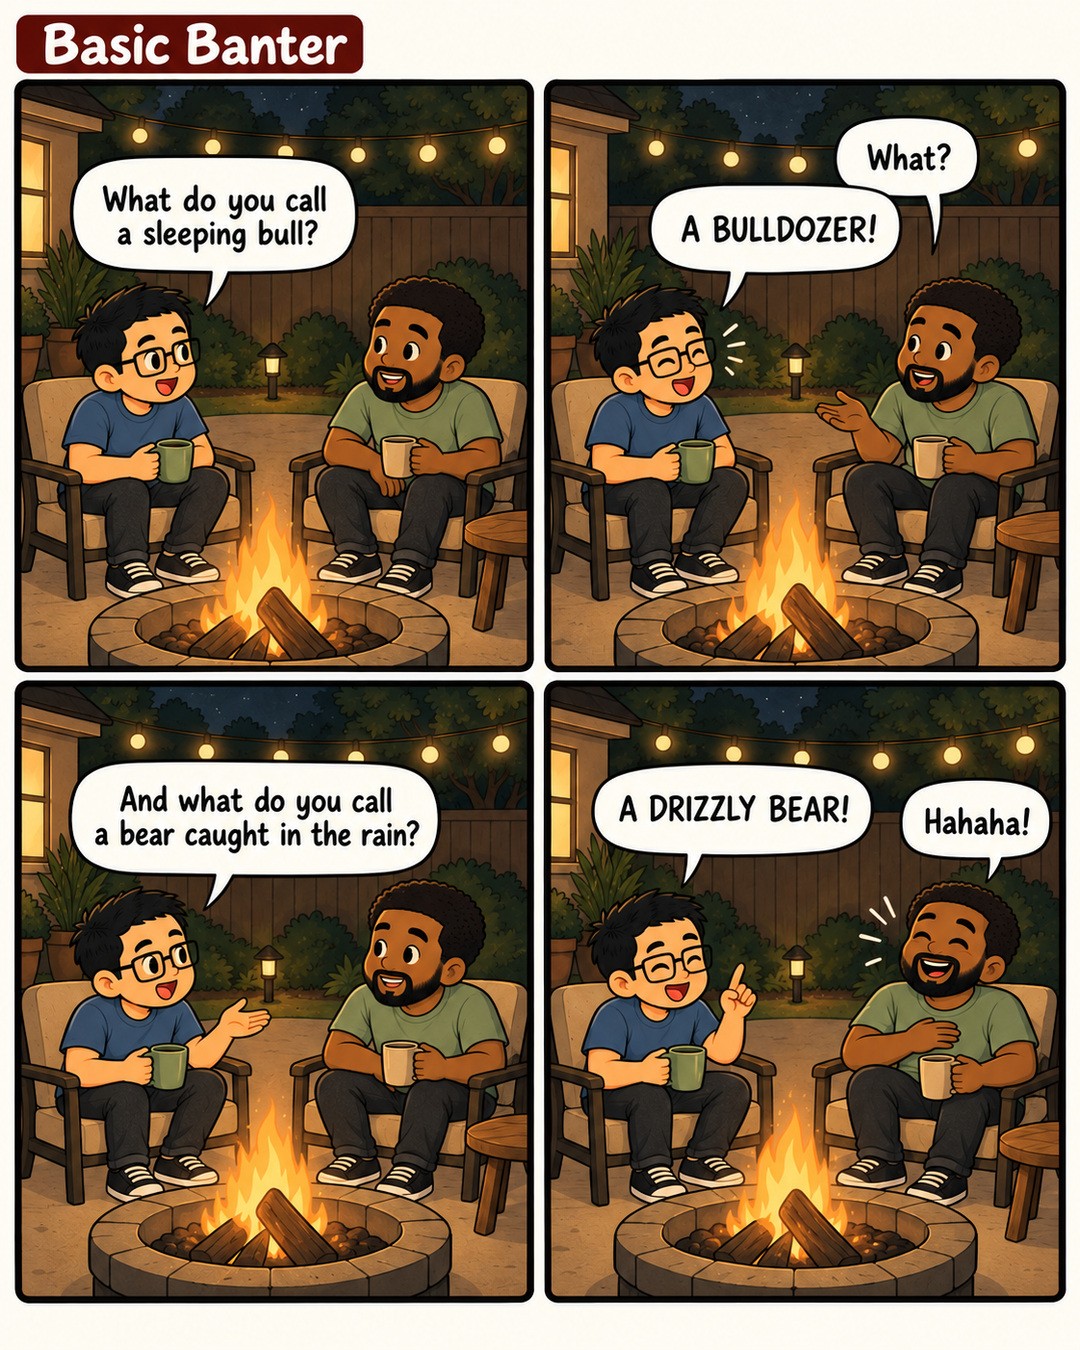 Basic Banter
What do you call
a sleeping bull?
What?
A BULLDOZER!
And what do you call
a bear caught in the rain?
A DRIZZLY BEAR!
Hahaha!